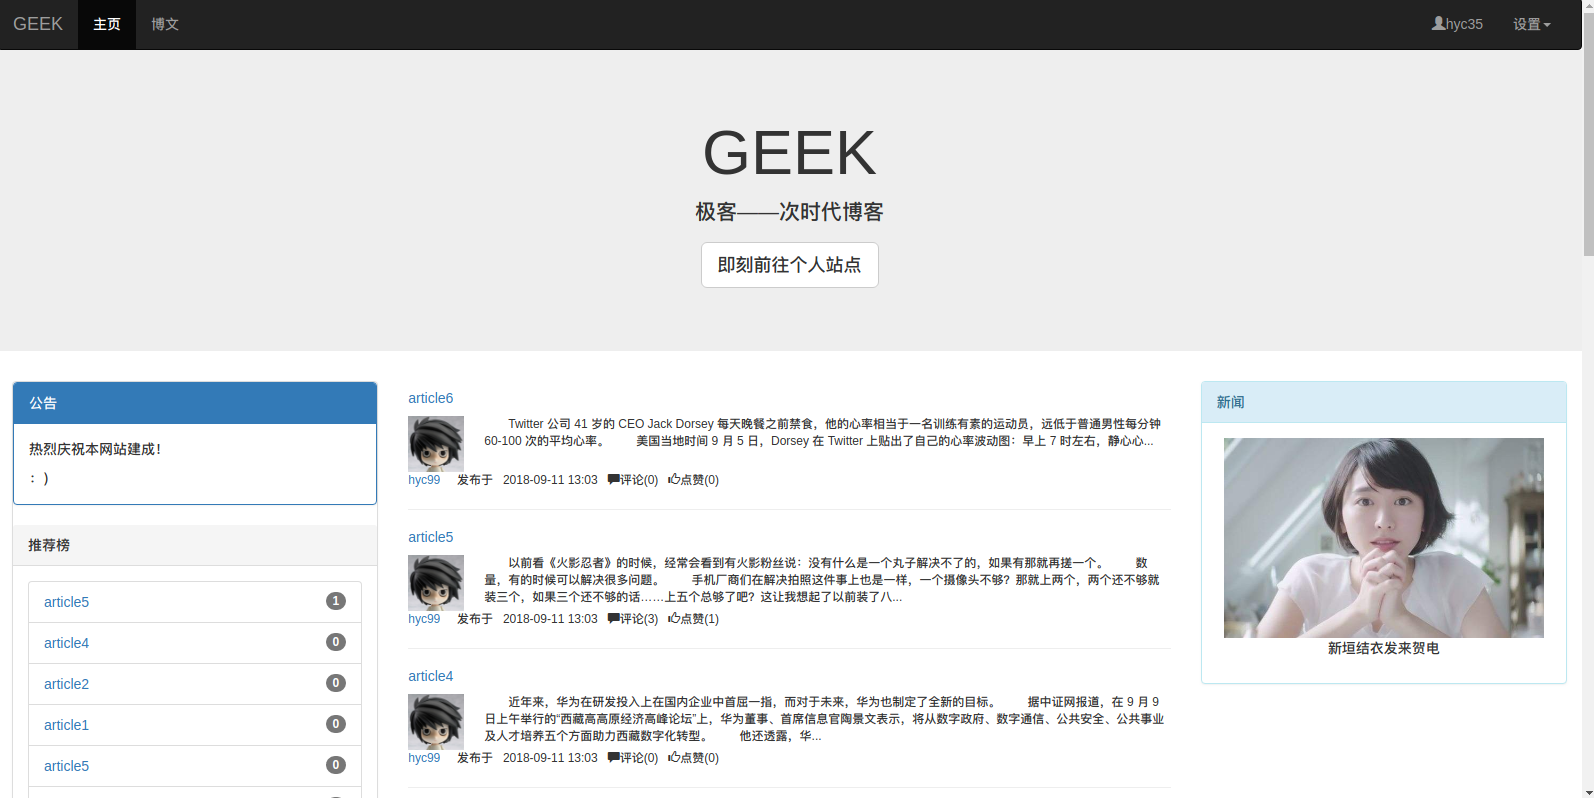 GEEK 主页 博文 hyc35 设置
GEEK
极客——次时代博客
即刻前往个人站点
公告
热烈庆祝本网站建成！
：)
推荐榜
article5 1
article4 0
article2 0
article1 0
article5 0
article6
Twitter 公司 41 岁的 CEO Jack Dorsey 每天晚餐之前禁食，他的心率相当于一名训练有素的运动员，远低于普通男性每分钟
60-100 次的平均心率。 美国当地时间 9 月 5 日，Dorsey 在 Twitter 上贴出了自己的心率波动图：早上 7 时左右，静心心...
hyc99 发布于 2018-09-11 13:03 评论(0) 点赞(0)
article5
以前看《火影忍者》的时候，经常会看到有火影粉丝说：没有什么是一个丸子解决不了的，如果有那就再搓一个。 数
量，有的时候可以解决很多问题。 手机厂商们在解决拍照这件事上也是一样，一个摄像头不够？那就上两个，两个还不够就
装三个，如果三个还不够的话……上五个总够了吧？这让我想起了以前装了八...
hyc99 发布于 2018-09-11 13:03 评论(3) 点赞(1)
article4
近年来，华为在研发投入上在国内企业中首屈一指，而对于未来，华为也制定了全新的目标。 据中证网报道，在 9 月 9
日上午举行的“西藏高高原经济高峰论坛”上，华为董事、首席信息官陶景文表示，将从数字政府、数字通信、公共安全、公共事业
及人才培养五个方面助力西藏数字化转型。 他还透露，华...
hyc99 发布于 2018-09-11 13:03 评论(0) 点赞(0)
新闻
新垣结衣发来贺电